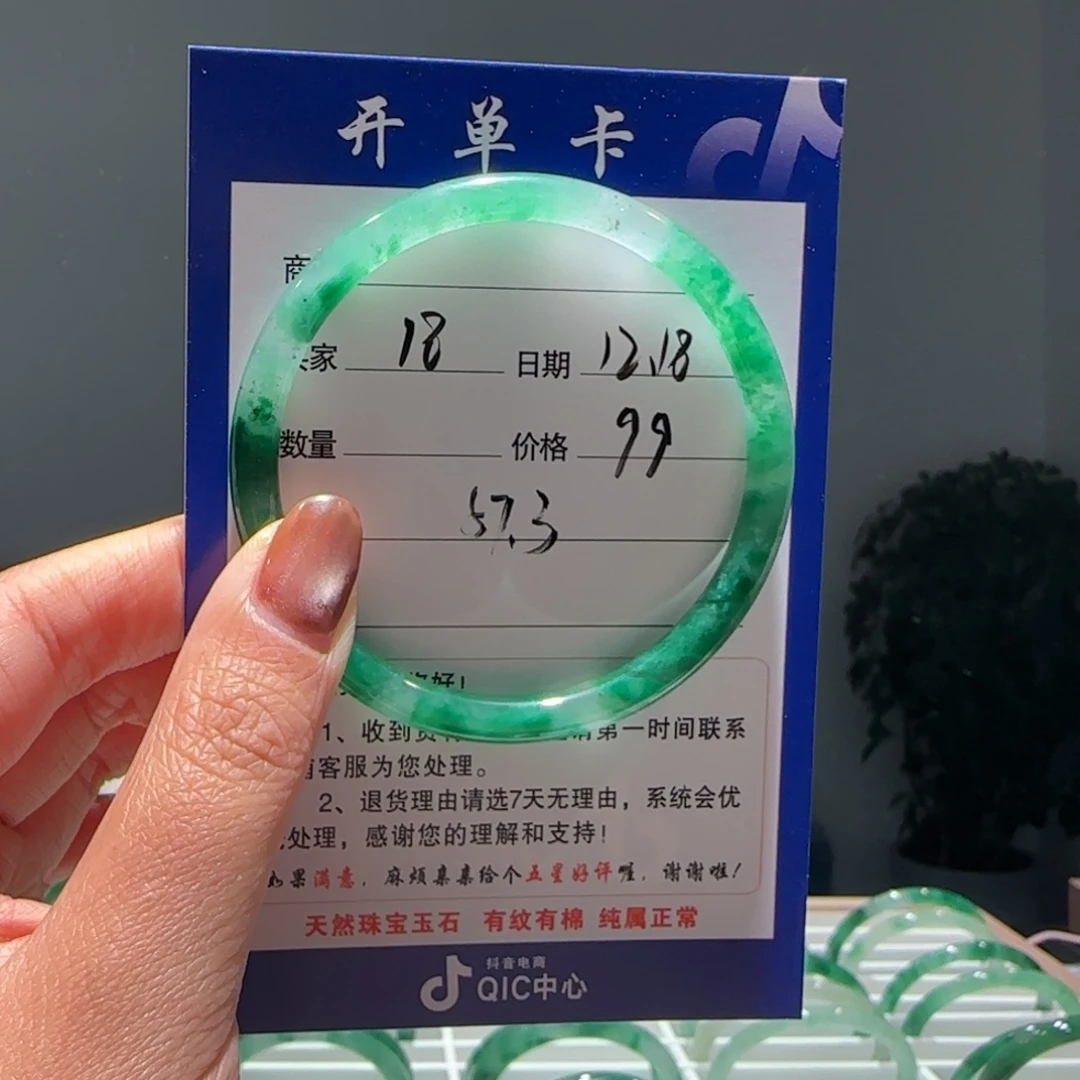 开单卡
商
家 18 日期 12.18
数量 价格 99
57.3
好!
1、收到货 第一时间联系
客服为您处理。
2、退货理由请选7天无理由，系统会优
处理，感谢您的理解和支持!
如果满意，麻烦亲亲给个五星好评喔，谢谢啦!
天然珠宝玉石 有纹有棉 纯属正常
抖音电商
QIC中心